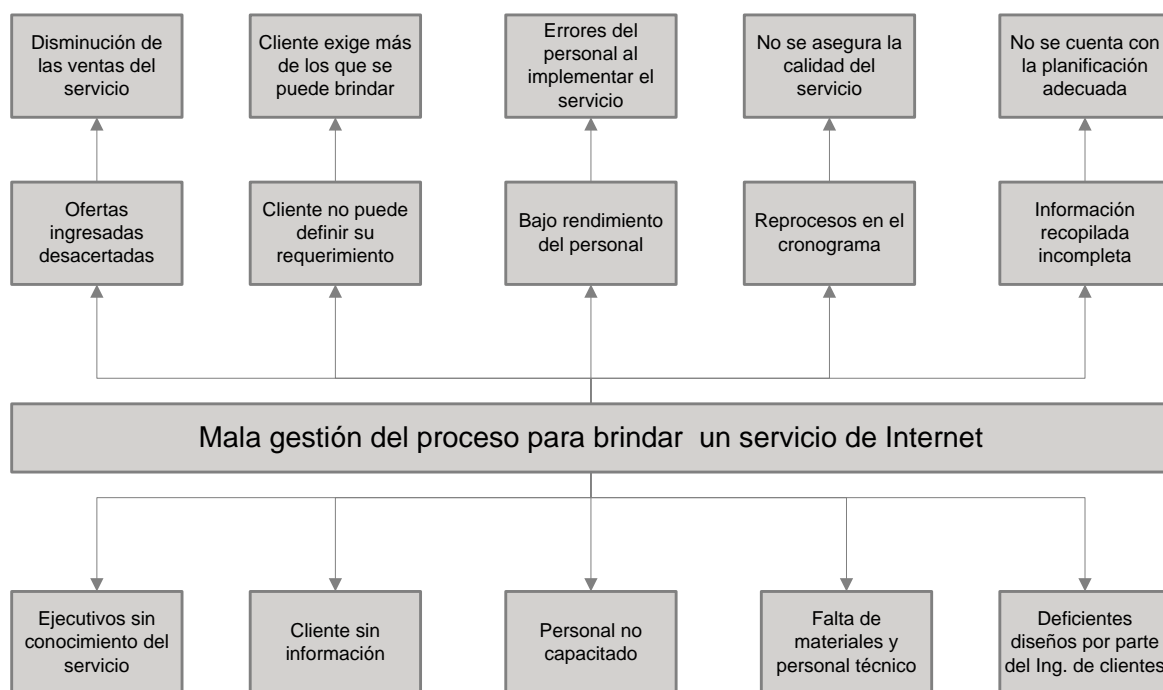 Disminución de
las ventas del
servicio
Cliente exige más
de los que se
puede brindar
Errores del
personal al
implementar el
servicio
No se asegura la
calidad del
servicio
No se cuenta con
la planificación
adecuada
Ofertas
ingresadas
desacertadas
Cliente no puede
definir su
requerimiento
Bajo rendimiento
del personal
Reprocesos en el
cronograma
Información
recopilada
incompleta
Mala gestión del proceso para brindar un servicio de Internet
Ejecutivos sin
conocimiento del
servicio
Cliente sin
información
Personal no
capacitado
Falta de
materiales y
personal técnico
Deficientes
diseños por parte
del Ing. de clientes